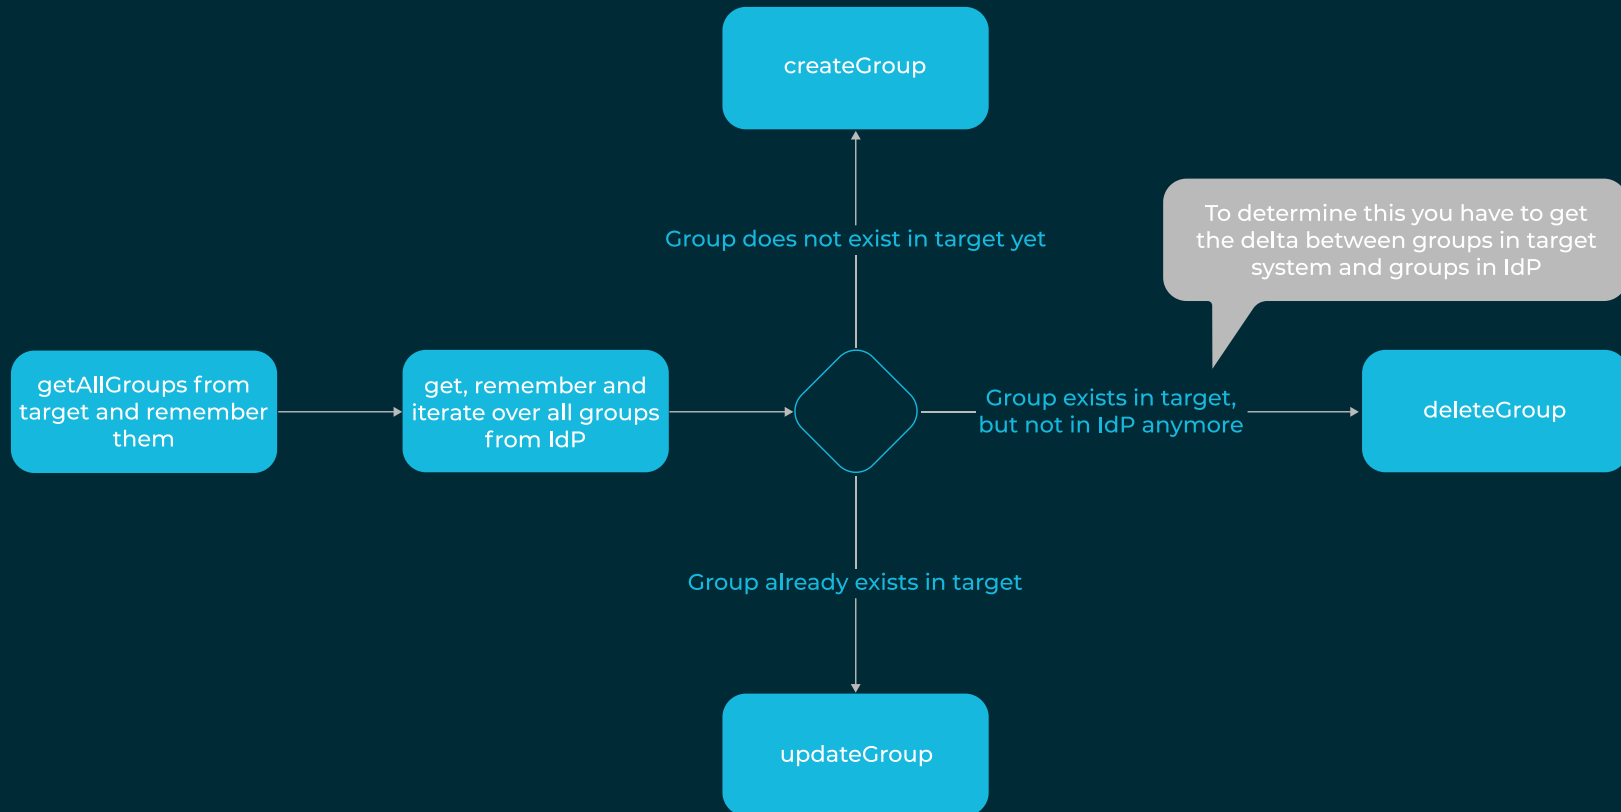 createGroup
Group does not exist in target yet
To determine this you have to get
the delta between groups in target
system and groups in IdP
getAllGroups from
target and remember
them
get, remember and
iterate over all groups
from IdP
Group exists in target,
but not in IdP anymore
deleteGroup
Group already exists in target
updateGroup